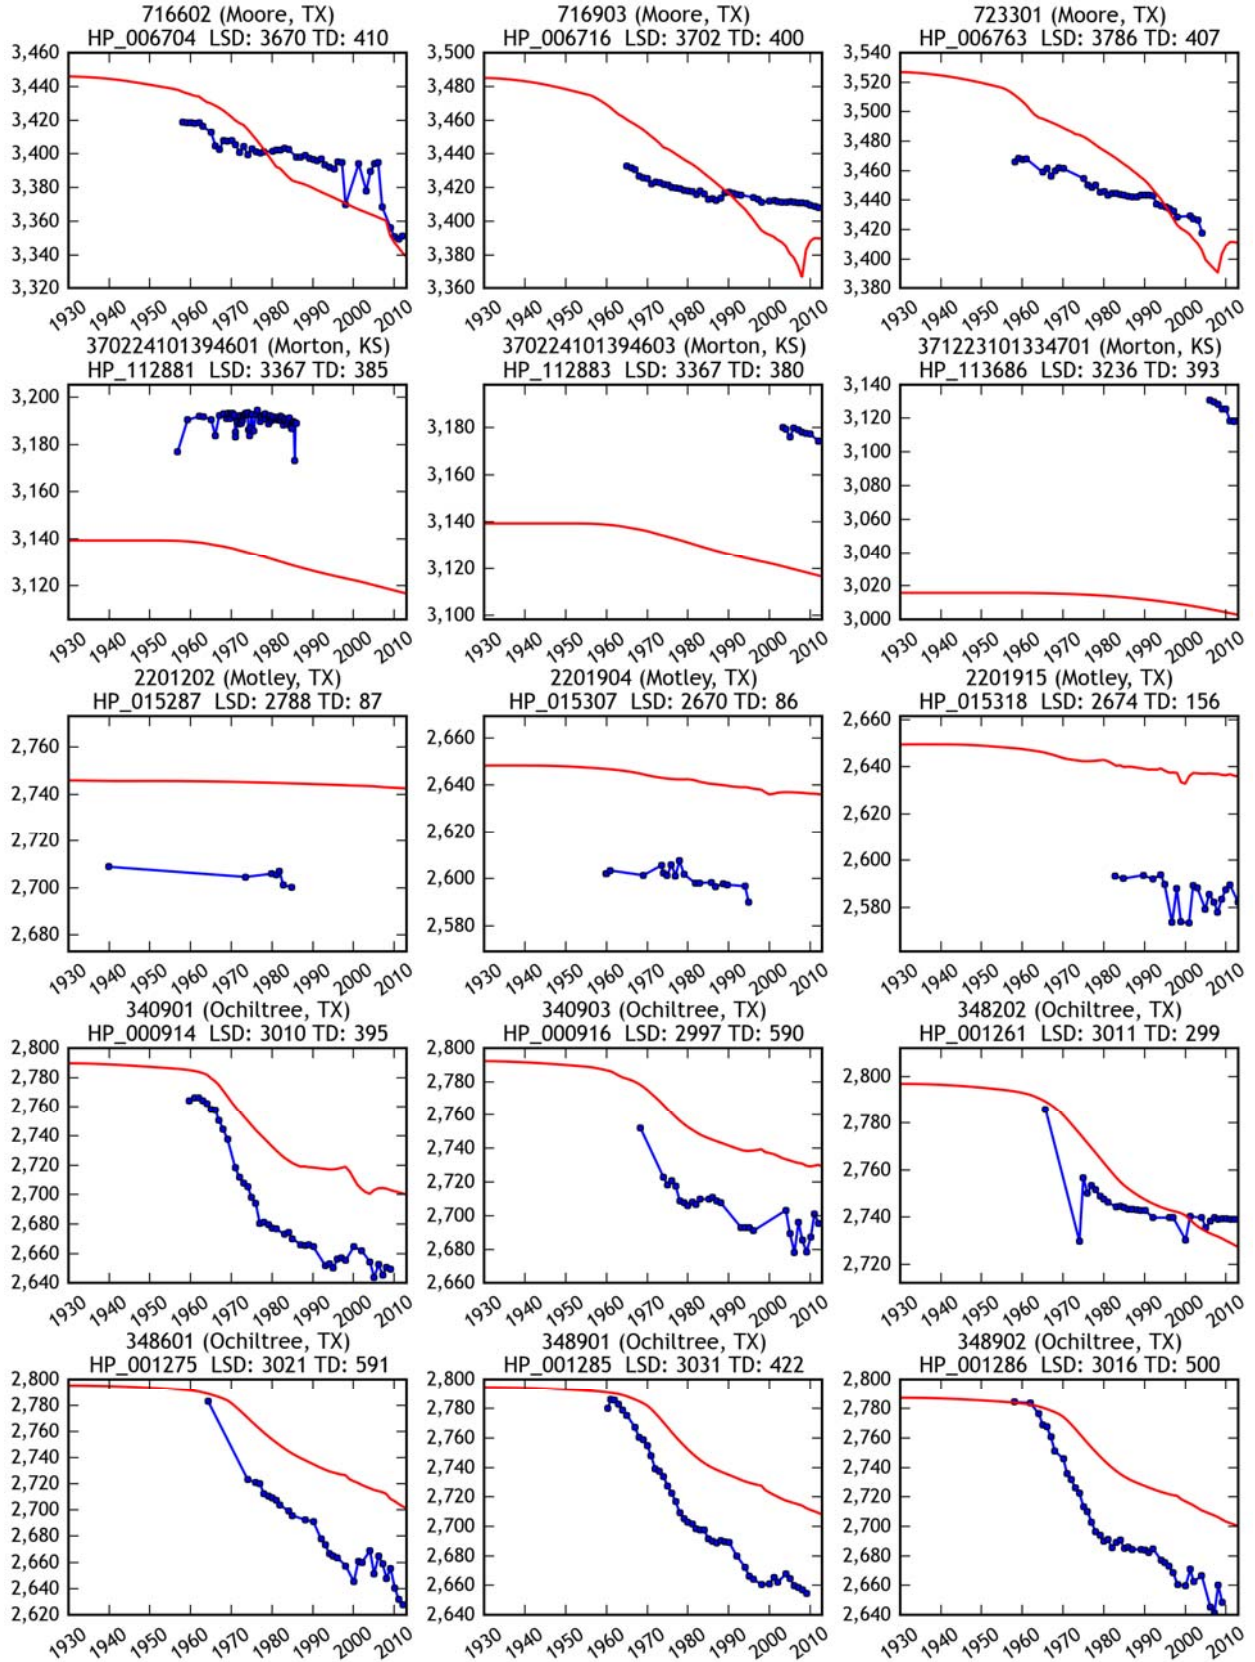 716602 (Moore, TX)
HP_006704 LSD: 3670 TD: 410
3,460
3,440
3,420
3,400
3,380
3,360
3,340
3,320
1930 1940 1950 1960 1970 1980 1990 2000 2010
716903 (Moore, TX)
HP_006716 LSD: 3702 TD: 400
3,500
3,480
3,460
3,440
3,420
3,400
3,380
3,360
1930 1940 1950 1960 1970 1980 1990 2000 2010
723301 (Moore, TX)
HP_006763 LSD: 3786 TD: 407
3,540
3,520
3,500
3,480
3,460
3,440
3,420
3,400
3,380
1930 1940 1950 1960 1970 1980 1990 2000 2010
370224101394601 (Morton, KS)
HP_112881 LSD: 3367 TD: 385
3,200
3,180
3,160
3,140
3,120
1930 1940 1950 1960 1970 1980 1990 2000 2010
370224101394603 (Morton, KS)
HP_112883 LSD: 3367 TD: 380
3,180
3,160
3,140
3,120
3,100
1930 1940 1950 1960 1970 1980 1990 2000 2010
371223101334701 (Morton, KS)
HP_113686 LSD: 3236 TD: 393
3,140
3,120
3,100
3,080
3,060
3,040
3,020
3,000
1930 1940 1950 1960 1970 1980 1990 2000 2010
2201202 (Motley, TX)
HP_015287 LSD: 2788 TD: 87
2,760
2,740
2,720
2,700
2,680
1930 1940 1950 1960 1970 1980 1990 2000 2010
2201904 (Motley, TX)
HP_015307 LSD: 2670 TD: 86
2,660
2,640
2,620
2,600
2,580
1930 1940 1950 1960 1970 1980 1990 2000 2010
2201915 (Motley, TX)
HP_015318 LSD: 2674 TD: 156
2,660
2,640
2,620
2,600
2,580
1930 1940 1950 1960 1970 1980 1990 2000 2010
340901 (Ochiltree, TX)
HP_000914 LSD: 3010 TD: 395
2,800
2,780
2,760
2,740
2,720
2,700
2,680
2,660
2,640
1930 1940 1950 1960 1970 1980 1990 2000 2010
340903 (Ochiltree, TX)
HP_000916 LSD: 2997 TD: 590
2,800
2,780
2,760
2,740
2,720
2,700
2,680
2,660
1930 1940 1950 1960 1970 1980 1990 2000 2010
348202 (Ochiltree, TX)
HP_001261 LSD: 3011 TD: 299
2,800
2,780
2,760
2,740
2,720
1930 1940 1950 1960 1970 1980 1990 2000 2010
348601 (Ochiltree, TX)
HP_001275 LSD: 3021 TD: 591
2,800
2,780
2,760
2,740
2,720
2,700
2,680
2,660
2,640
2,620
1930 1940 1950 1960 1970 1980 1990 2000 2010
348901 (Ochiltree, TX)
HP_001285 LSD: 3031 TD: 422
2,800
2,780
2,760
2,740
2,720
2,700
2,680
2,660
2,640
1930 1940 1950 1960 1970 1980 1990 2000 2010
348902 (Ochiltree, TX)
HP_001286 LSD: 3016 TD: 500
2,800
2,780
2,760
2,740
2,720
2,700
2,680
2,660
2,640
1930 1940 1950 1960 1970 1980 1990 2000 2010